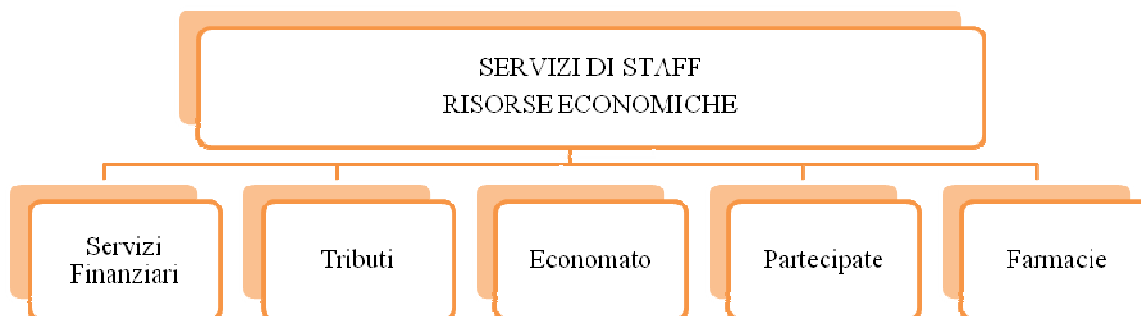 SERVIZI DI STAFF
RISORSE ECONOMICHE
Servizi
Finanziari
Tributi
Economato
Partecipate
Farmacie